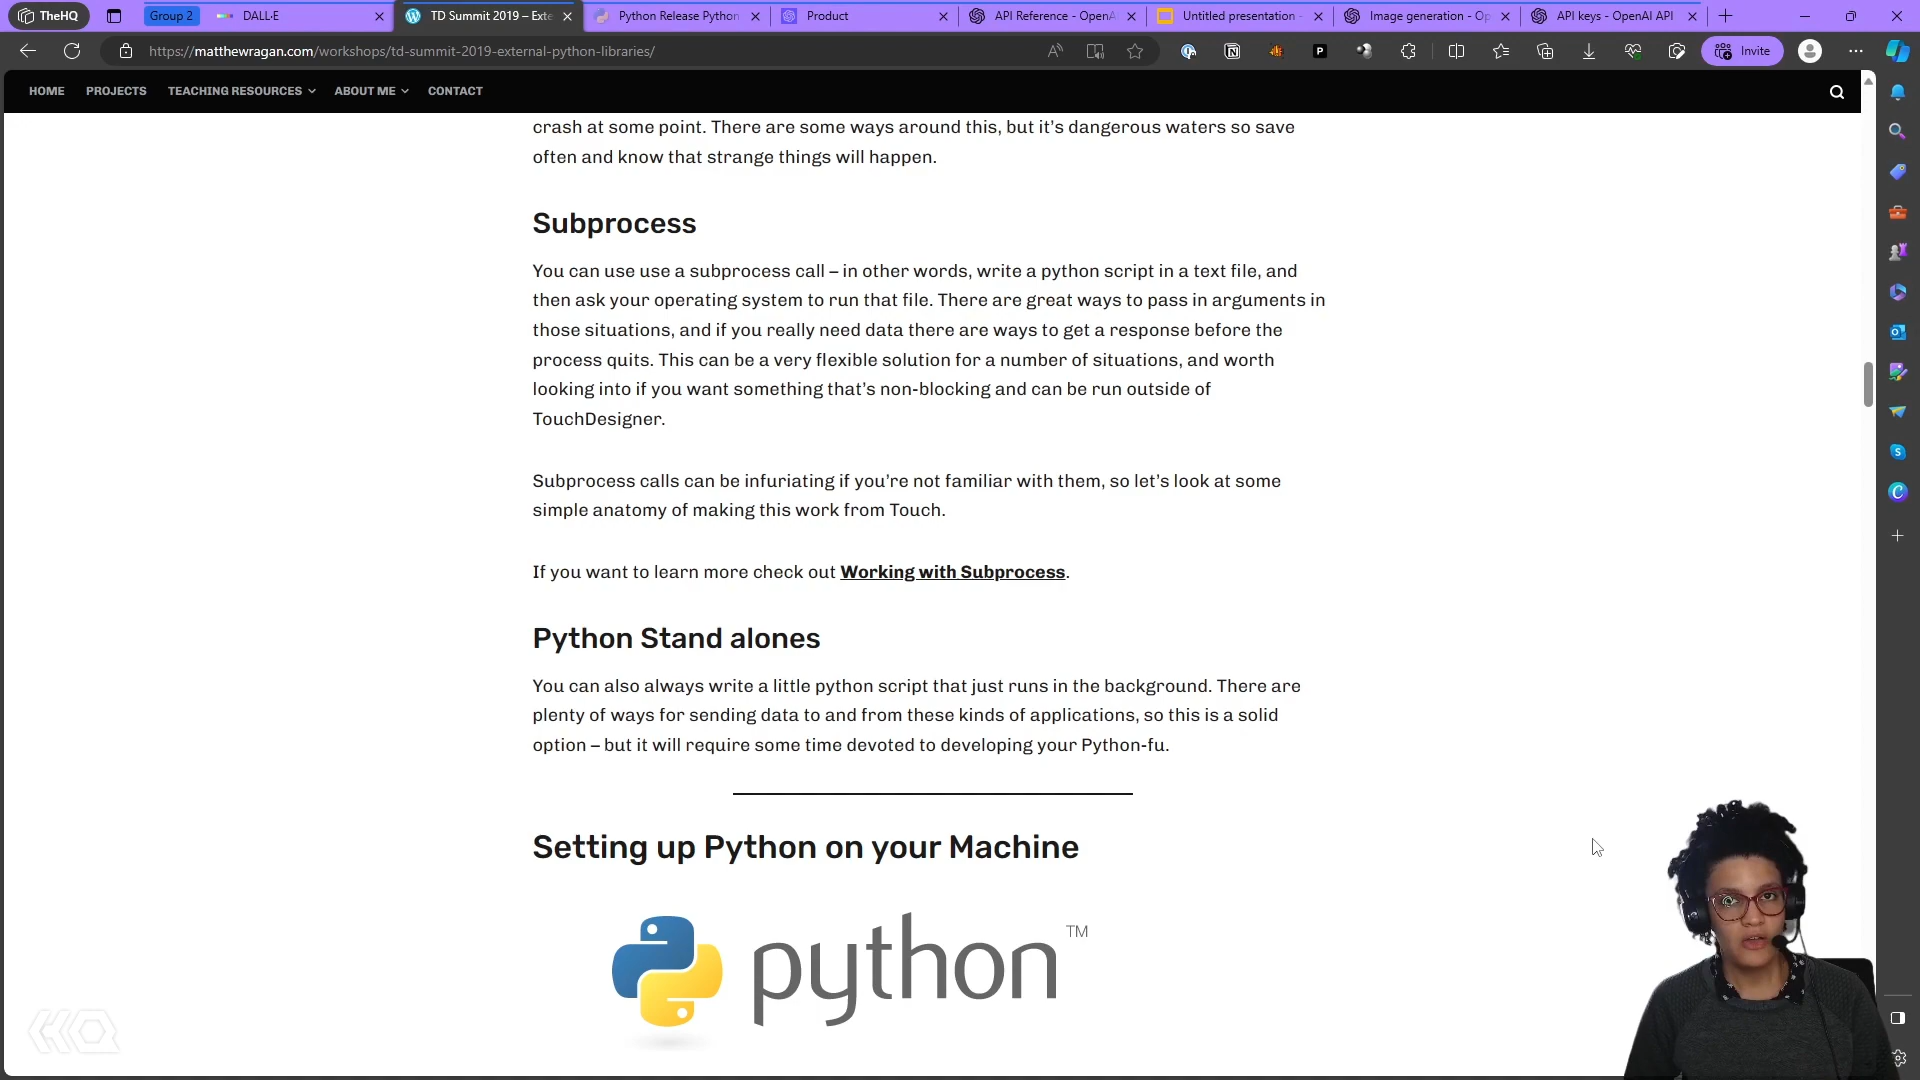 TheHQ
Group 2
DALL·E
TD Summit 2019 – Exte
Python Release Python
Product
API Reference - OpenA
Untitled presentation -
Image generation - Op
API keys - OpenAI API
https://matthewragan.com/workshops/td-summit-2019-external-python-libraries/
Invite
HOME
PROJECTS
TEACHING RESOURCES
ABOUT ME
CONTACT
crash at some point. There are some ways around this, but it’s dangerous waters so save
often and know that strange things will happen.
Subprocess
You can use use a subprocess call – in other words, write a python script in a text file, and
then ask your operating system to run that file. There are great ways to pass in arguments in
those situations, and if you really need data there are ways to get a response before the
process quits. This can be a very flexible solution for a number of situations, and worth
looking into if you want something that’s non-blocking and can be run outside of
TouchDesigner.
Subprocess calls can be infuriating if you’re not familiar with them, so let’s look at some
simple anatomy of making this work from Touch.
If you want to learn more check out Working with Subprocess.
Python Stand alones
You can also always write a little python script that just runs in the background. There are
plenty of ways for sending data to and from these kinds of applications, so this is a solid
option – but it will require some time devoted to developing your Python-fu.
Setting up Python on your Machine
python TM
HQ